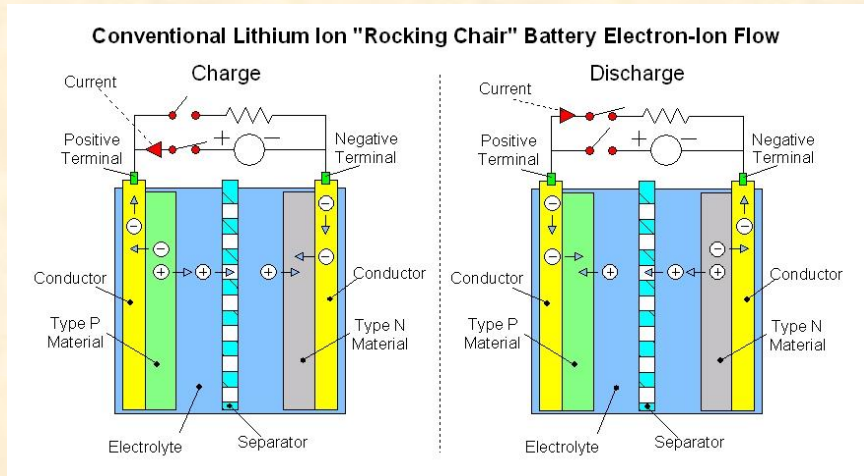 Conventional Lithium Ion "Rocking Chair" Battery Electron-Ion Flow
Charge
Current
Positive
Terminal
+ −
Negative
Terminal
Conductor
Conductor
Type P
Material
Type N
Material
Electrolyte
Separator
Discharge
Current
Positive
Terminal
+ −
Negative
Terminal
Conductor
Conductor
Type P
Material
Type N
Material
Electrolyte
Separator